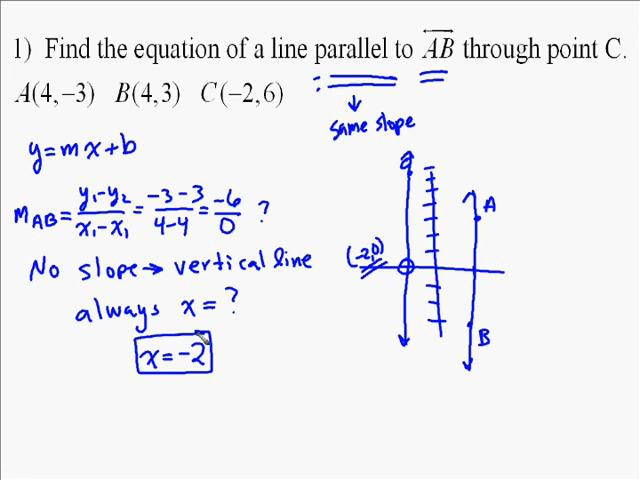 1) Find the equation of a line parallel to AB through point C.
A(4,−3) B(4,3) C(−2,6)
same slope
y=mx+b
m_AB = (y₁−y₂)/(x₁−x₁) = (−3−3)/(4−4) = −6/0 ?
No slope → vertical line
always x = ?
x = −2
A
(-2,0)
B